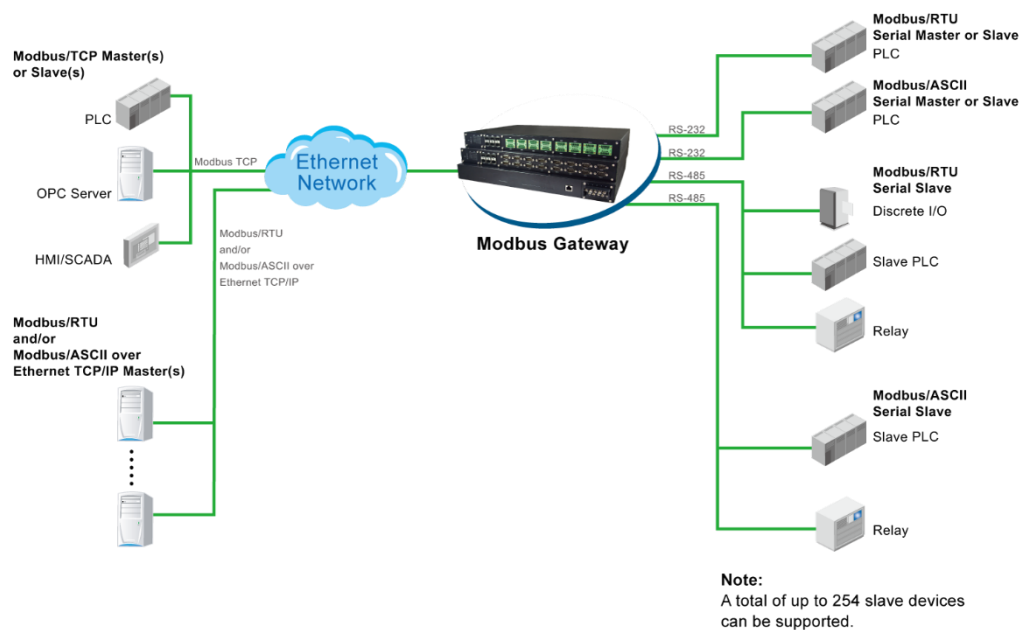 Modbus/TCP Master(s)
or Slave(s)
PLC
OPC Server
HMI/SCADA
Modbus TCP
Ethernet
Network
Modbus/RTU
and/or
Modbus/ASCII over
Ethernet TCP/IP
Modbus/RTU
and/or
Modbus/ASCII over
Ethernet TCP/IP Master(s)
Modbus Gateway
RS-232
RS-232
RS-485
RS-485
Modbus/RTU
Serial Master or Slave
PLC
Modbus/ASCII
Serial Master or Slave
PLC
Modbus/RTU
Serial Slave
Discrete I/O
Slave PLC
Relay
Modbus/ASCII
Serial Slave
Slave PLC
Relay
Note:
A total of up to 254 slave devices
can be supported.